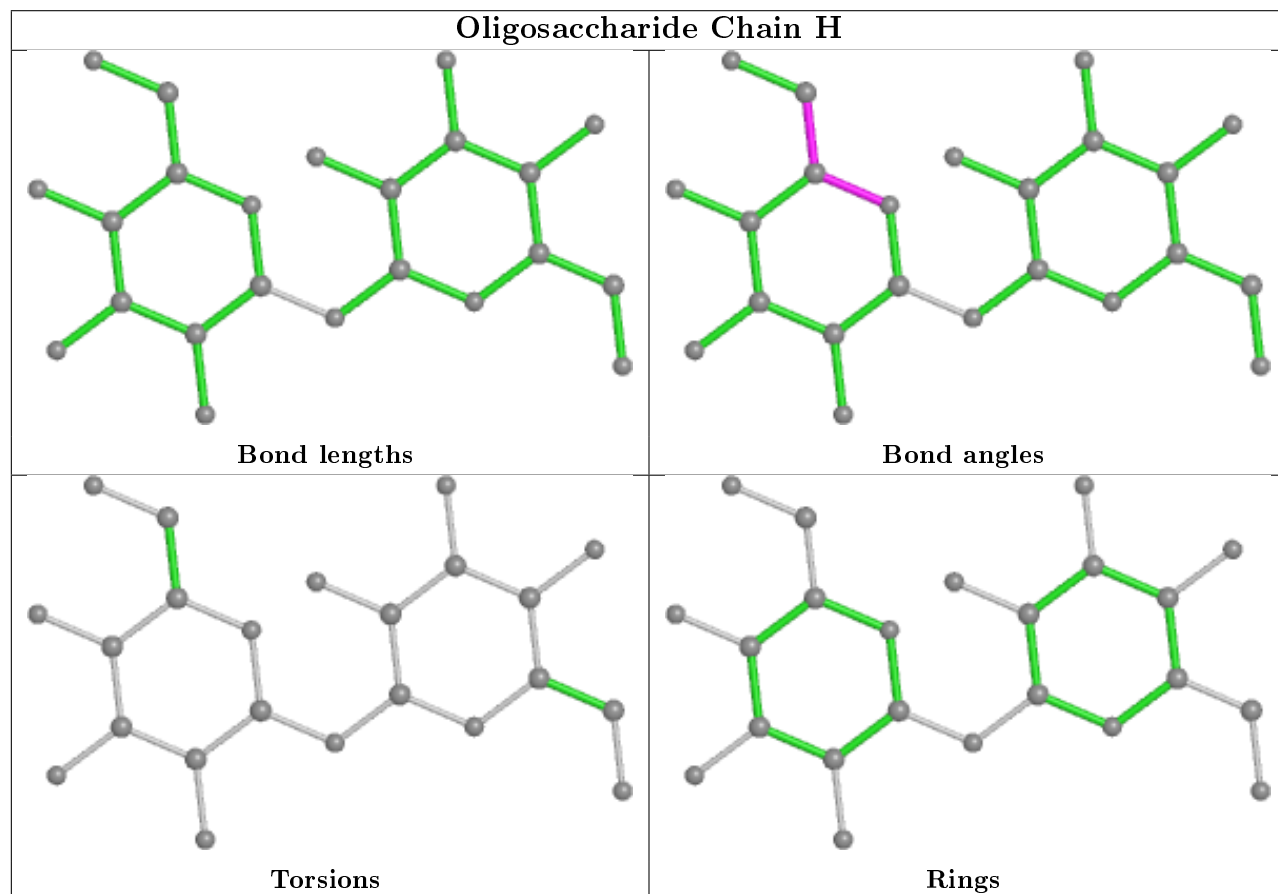 Oligosaccharide Chain H
Bond lengths
Bond angles
Torsions
Rings